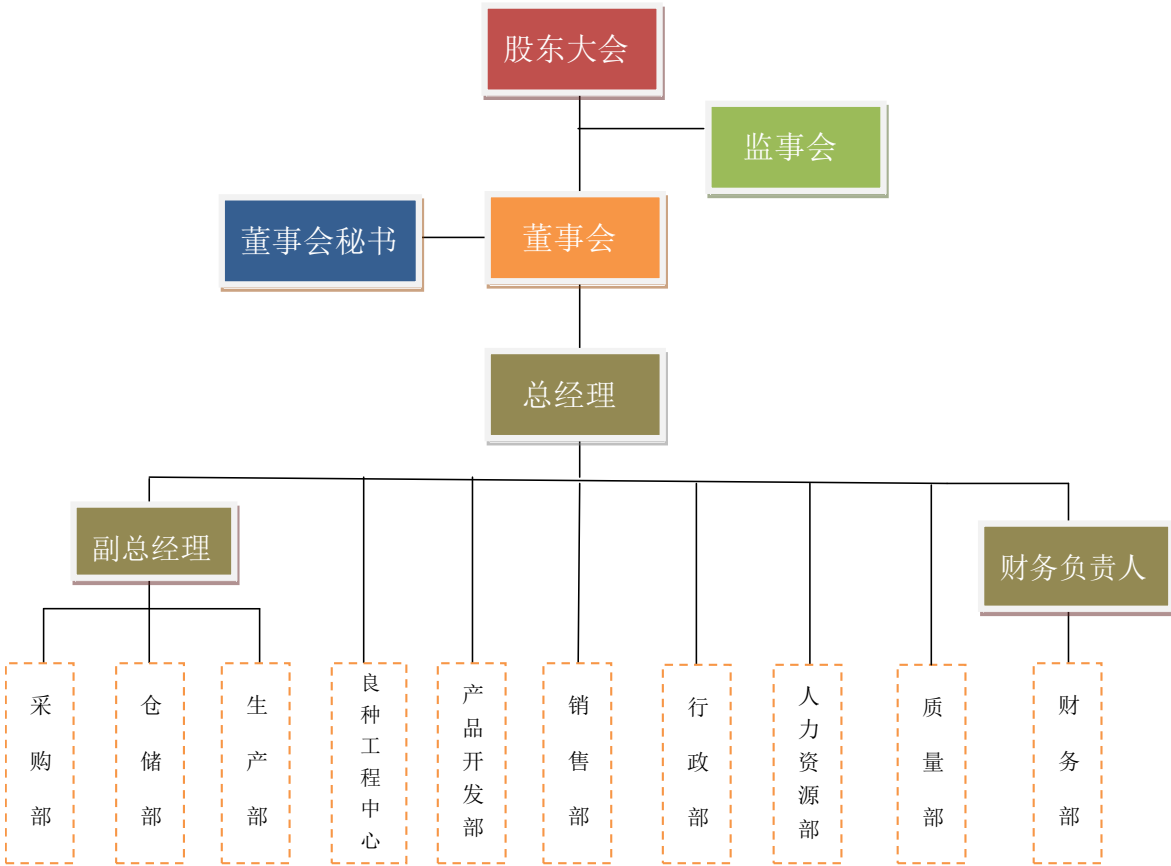 股东大会
监事会
董事会秘书
董事会
总经理
副总经理
财务负责人
采购部
仓储部
生产部
良种工程中心
产品开发部
销售部
行政部
人力资源部
质量部
财务部